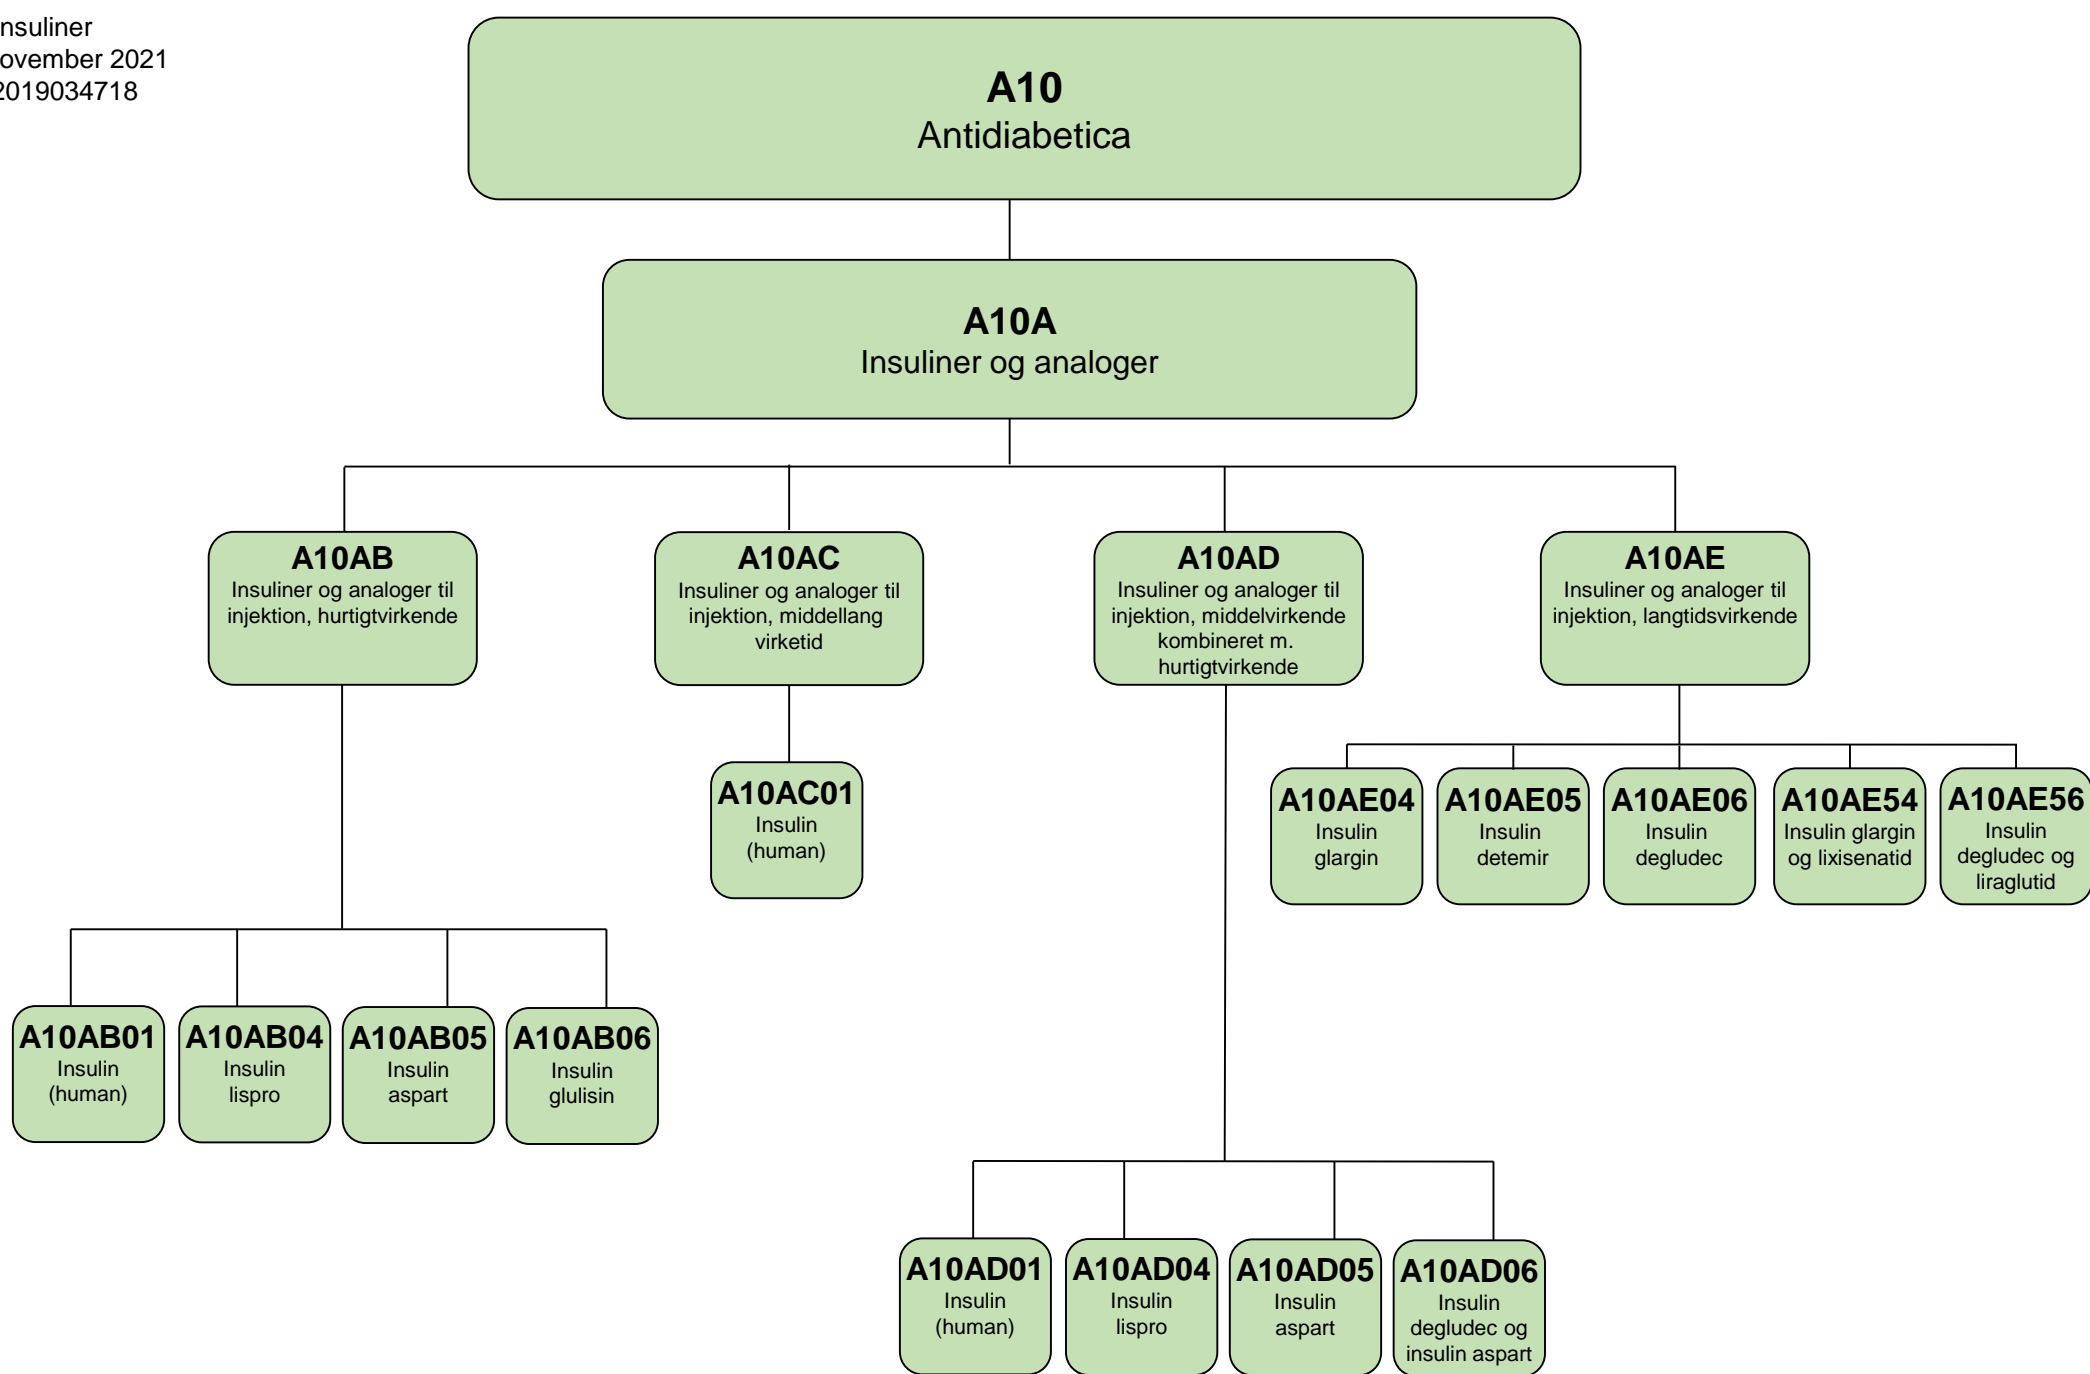 nsuliner
ovember 2021
2019034718
A10
Antidiabetica
A10A
Insuliner og analoger
A10AB
Insuliner og analoger til
injektion, hurtigtvirkende
A10AC
Insuliner og analoger til
injektion, middellang
virketid
A10AD
Insuliner og analoger til
injektion, middelvirkende
kombineret m.
hurtigtvirkende
A10AE
Insuliner og analoger til
injektion, langtidsvirkende
A10AC01
Insulin
(human)
A10AE04
Insulin
glargin
A10AE05
Insulin
detemir
A10AE06
Insulin
degludec
A10AE54
Insulin glargin
og lixisenatid
A10AE56
Insulin
degludec og
liraglutid
A10AB01
Insulin
(human)
A10AB04
Insulin
lispro
A10AB05
Insulin
aspart
A10AB06
Insulin
glulisin
A10AD01
Insulin
(human)
A10AD04
Insulin
lispro
A10AD05
Insulin
aspart
A10AD06
Insulin
degludec og
insulin aspart